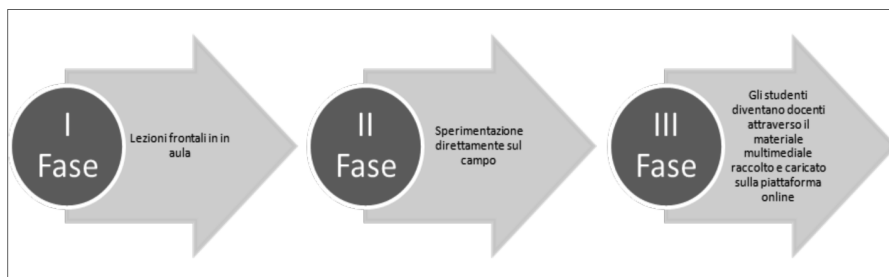 I
Fase
Lezioni frontali in in
aula
II
Fase
Sperimentazione
direttamente sul
campo
III
Fase
Gli studenti
diventano docenti
attraverso il
materiale
multimediale
raccolto e caricato
sulla piattaforma
online